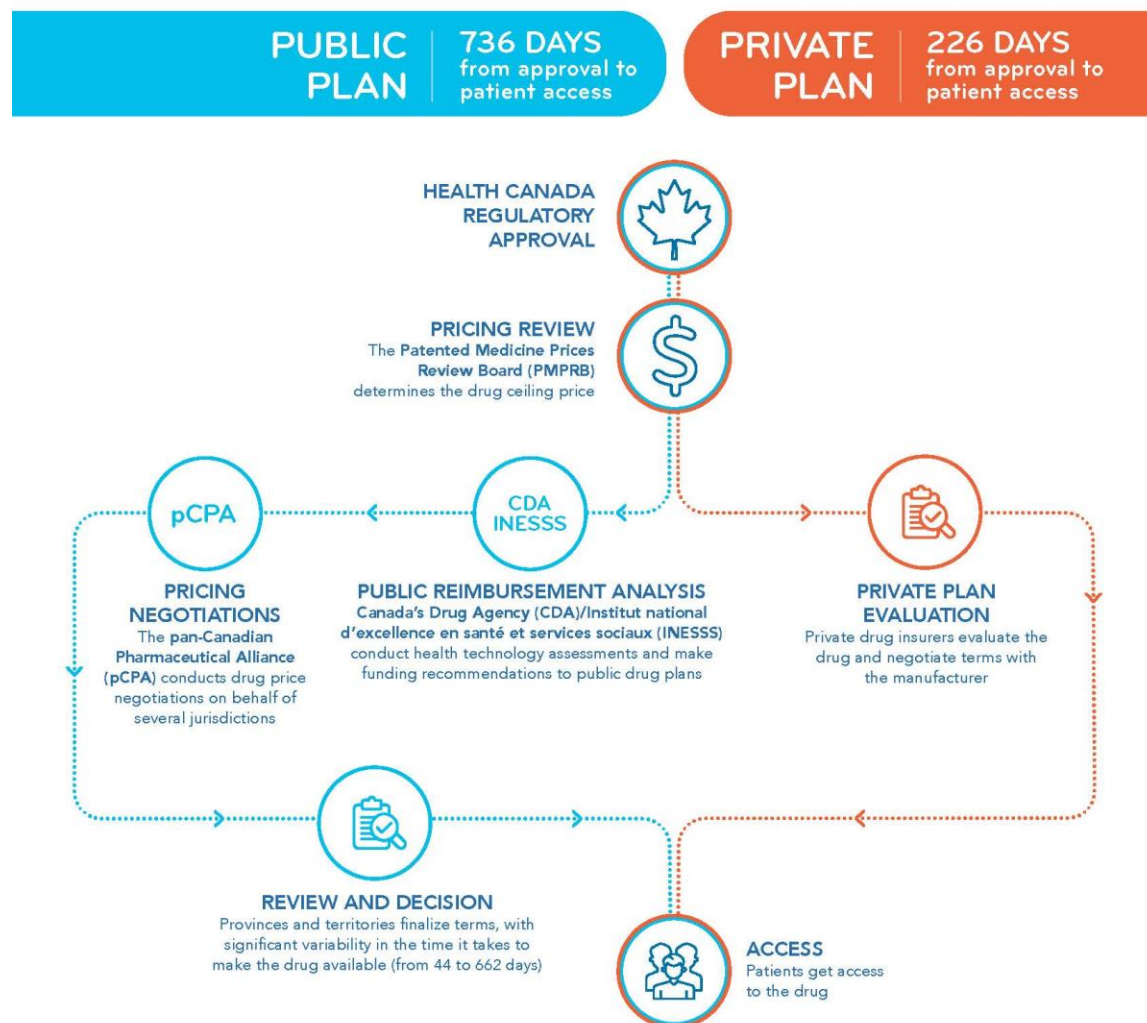 PUBLIC
PLAN
736 DAYS
from approval to
patient access
PRIVATE
PLAN
226 DAYS
from approval to
patient access
HEALTH CANADA
REGULATORY
APPROVAL
PRICING REVIEW
The Patented Medicine Prices
Review Board (PMPRB)
determines the drug ceiling price
$
pCPA
PRICING
NEGOTIATIONS
The pan-Canadian
Pharmaceutical Alliance
(pCPA) conducts drug price
negotiations on behalf of
several jurisdictions
CDA
INESSS
PUBLIC REIMBURSEMENT ANALYSIS
Canada's Drug Agency (CDA)/Institut national
d'excellence en santé et services sociaux (INESSS)
conduct health technology assessments and make
funding recommendations to public drug plans
PRIVATE PLAN
EVALUATION
Private drug insurers evaluate the
drug and negotiate terms with
the manufacturer
REVIEW AND DECISION
Provinces and territories finalize terms, with
significant variability in the time it takes to
make the drug available (from 44 to 662 days)
ACCESS
Patients get access
to the drug